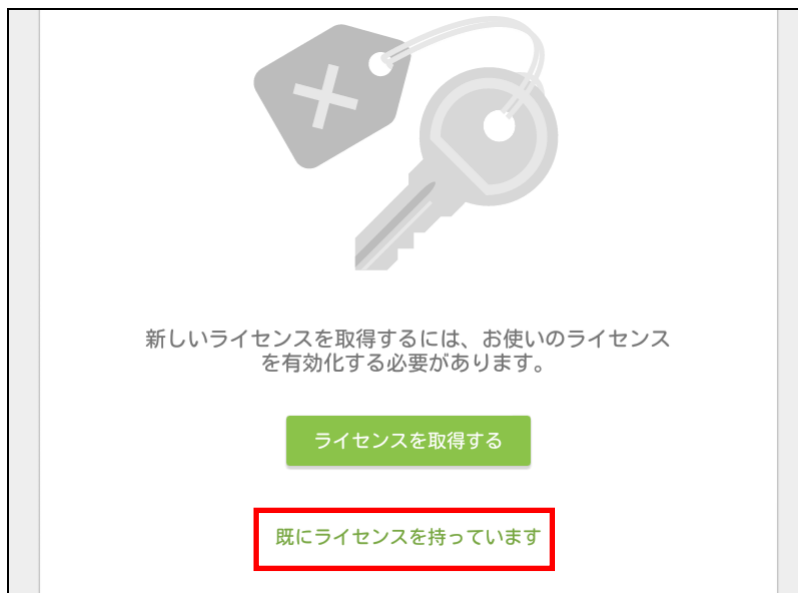 新しいライセンスを取得するには、お使いのライセンス
を有効化する必要があります。
ライセンスを取得する
既にライセンスを持っています